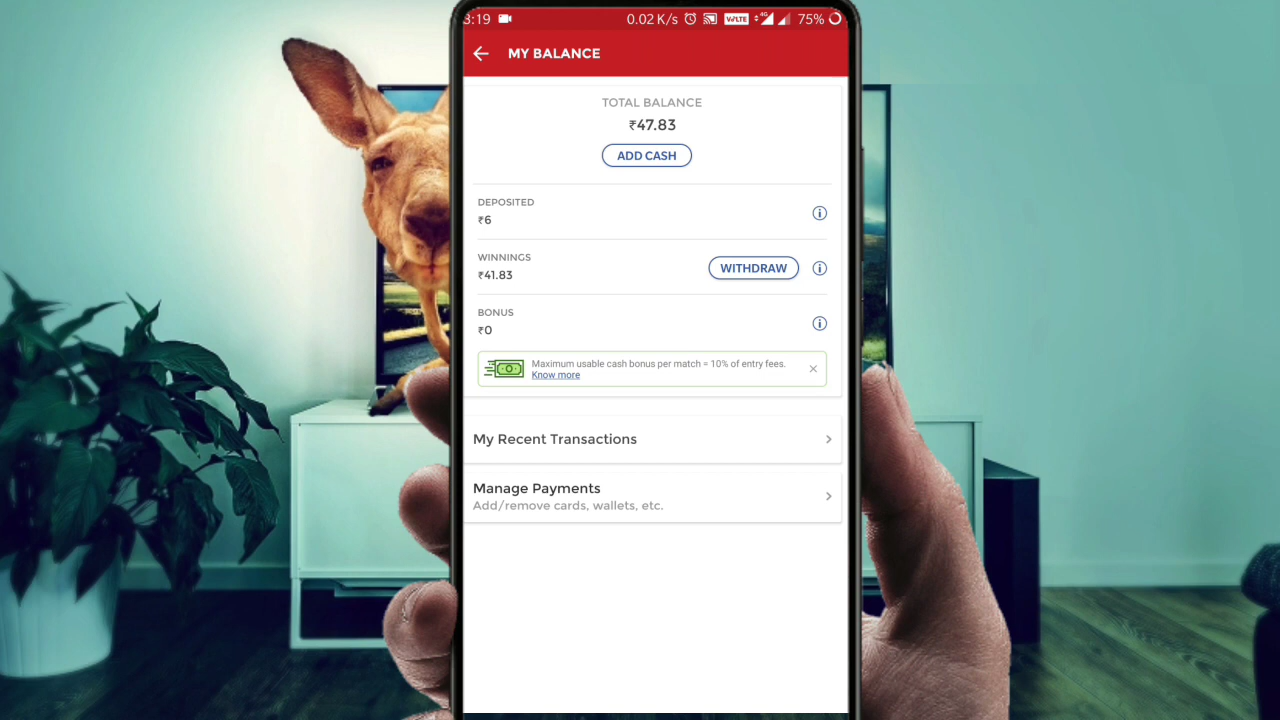 3:19 0.02 K/s VoLTE 4G 75%
MY BALANCE
TOTAL BALANCE
₹47.83
ADD CASH
DEPOSITED
₹6
WINNINGS
₹41.83
WITHDRAW
BONUS
₹0
Maximum usable cash bonus per match = 10% of entry fees.
Know more
My Recent Transactions
Manage Payments
Add/remove cards, wallets, etc.